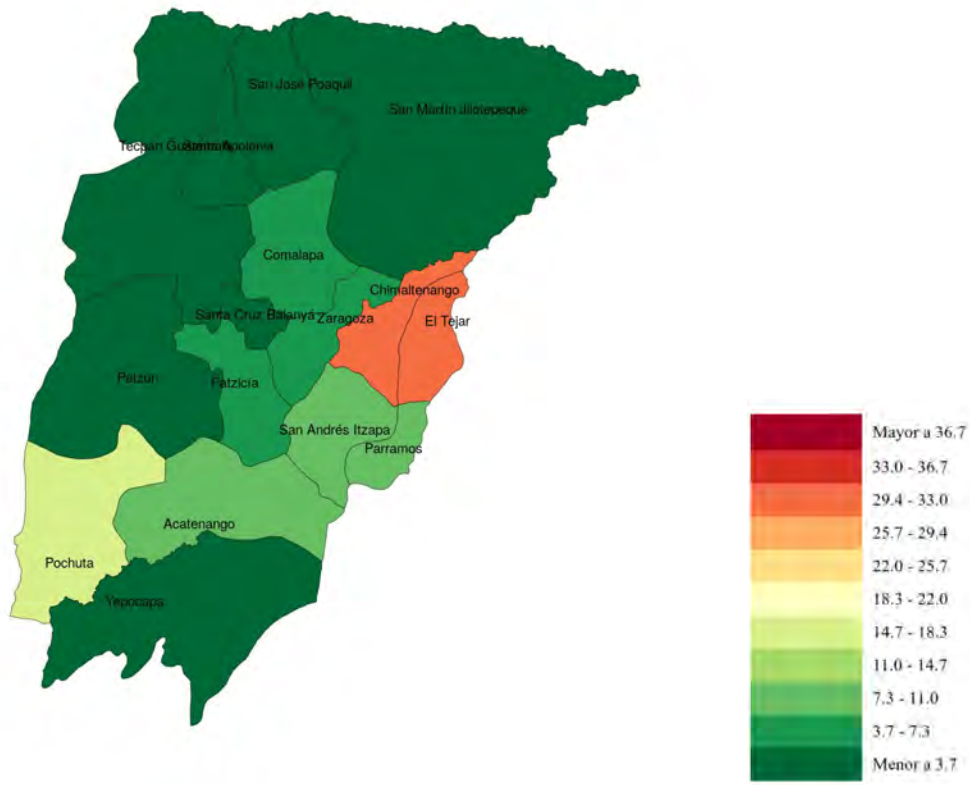 San José Poaquil
San Martín Jilotepeque
Tecpán Guatemala
Santa Apolonia
Comalapa
Chimaltenango
Santa Cruz Balanyá
Zaragoza
El Tejar
Patzún
Patzicía
San Andrés Itzapa
Parramos
Acatenango
Pochuta
Yepocapa
Mayor a 36.7
33.0 - 36.7
29.4 - 33.0
25.7 - 29.4
22.0 - 25.7
18.3 - 22.0
14.7 - 18.3
11.0 - 14.7
7.3 - 11.0
3.7 - 7.3
Menor a 3.7